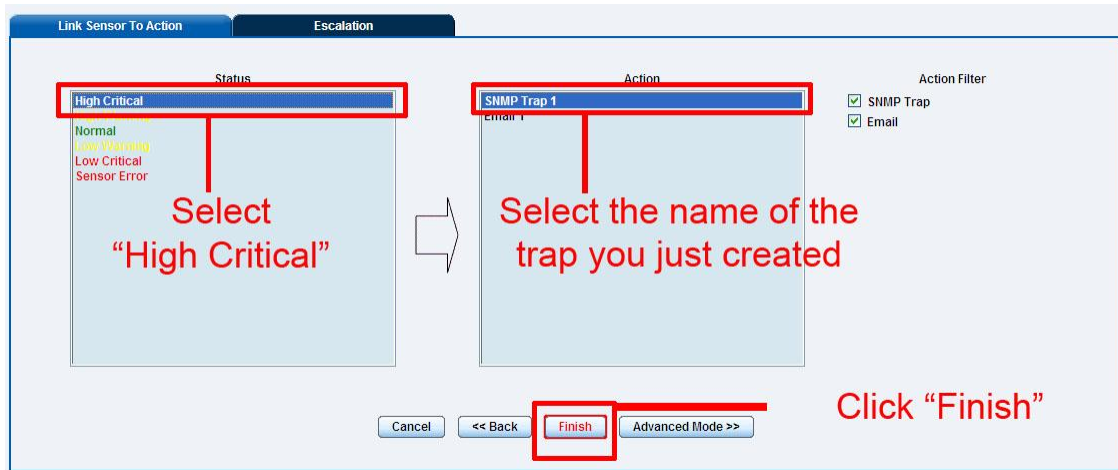 Link Sensor To Action
Escalation
Status
High Critical
Normal
Low Warning
Low Critical
Sensor Error
Select
“High Critical”
Action
SNMP Trap 1
Email 1
Select the name of the
trap you just created
Action Filter
SNMP Trap
Email
Cancel
<< Back
Finish
Advanced Mode >>
Click “Finish”